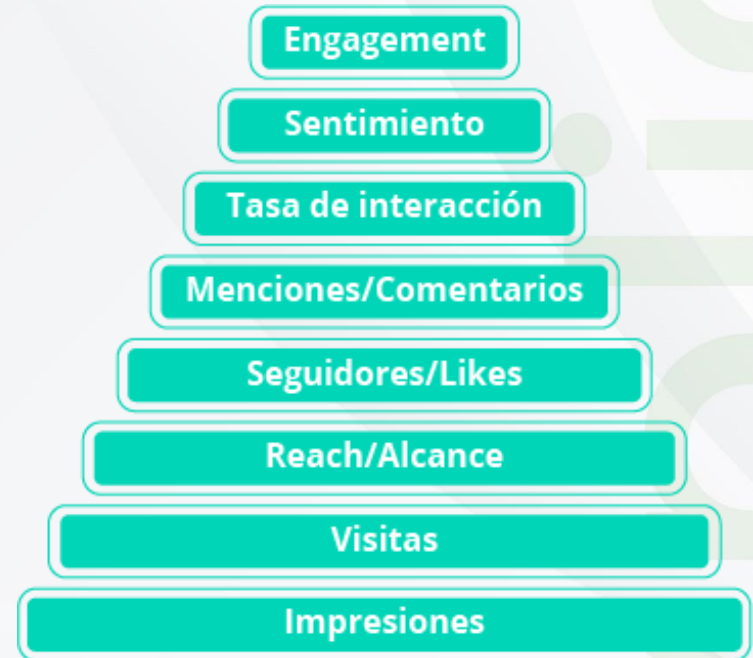 Engagement
Sentimiento
Tasa de interacción
Menciones/Comentarios
Seguidores/Likes
Reach/Alcance
Visitas
Impresiones